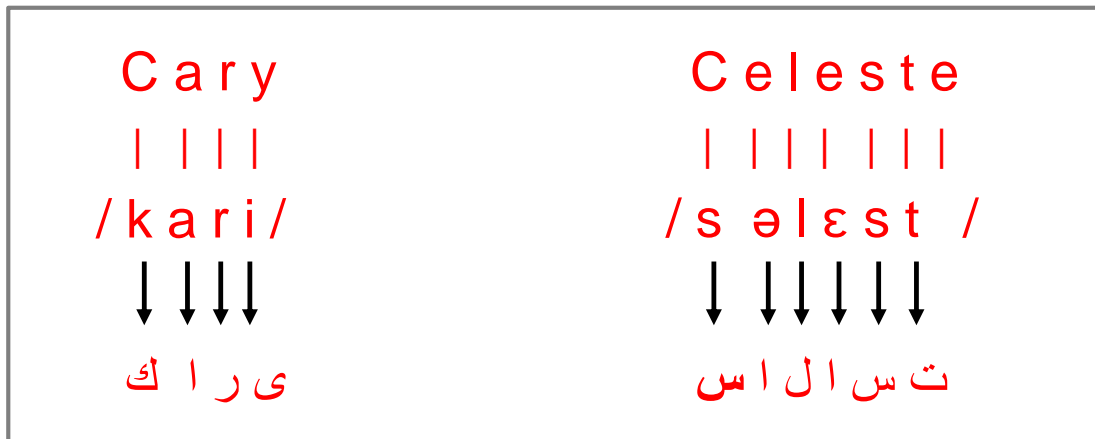 Cary
/kari/
ك ا ر ى
Celeste
/s əlɛst /
س ا ل ا س ت